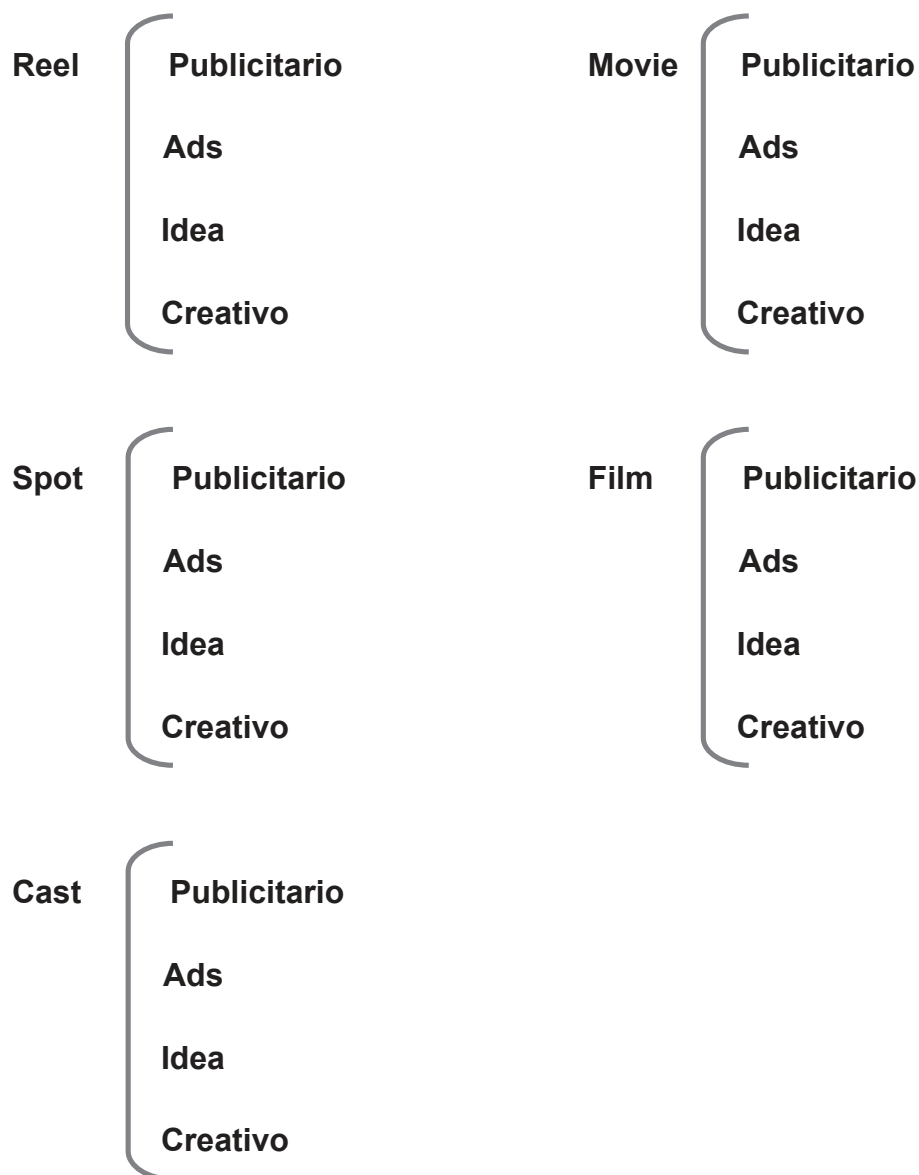 Reel Publicitario
Ads
Idea
Creativo
Movie Publicitario
Ads
Idea
Creativo
Spot Publicitario
Ads
Idea
Creativo
Film Publicitario
Ads
Idea
Creativo
Cast Publicitario
Ads
Idea
Creativo